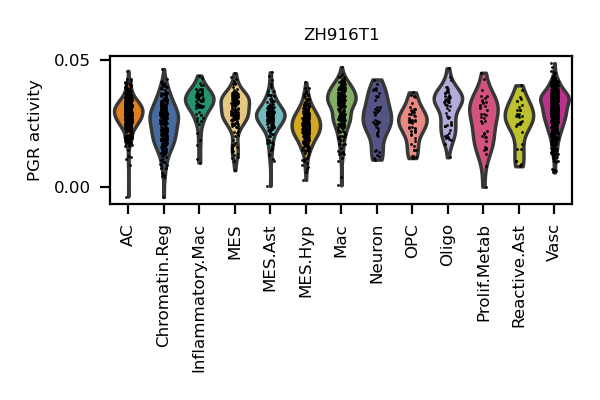 ZH916T1
0.05
PGR activity
0.00
AC
Chromatin.Reg
Inflammatory.Mac
MES
MES.Ast
MES.Hyp
Mac
Neuron
OPC
Oligo
Prolif.Metab
Reactive.Ast
Vasc